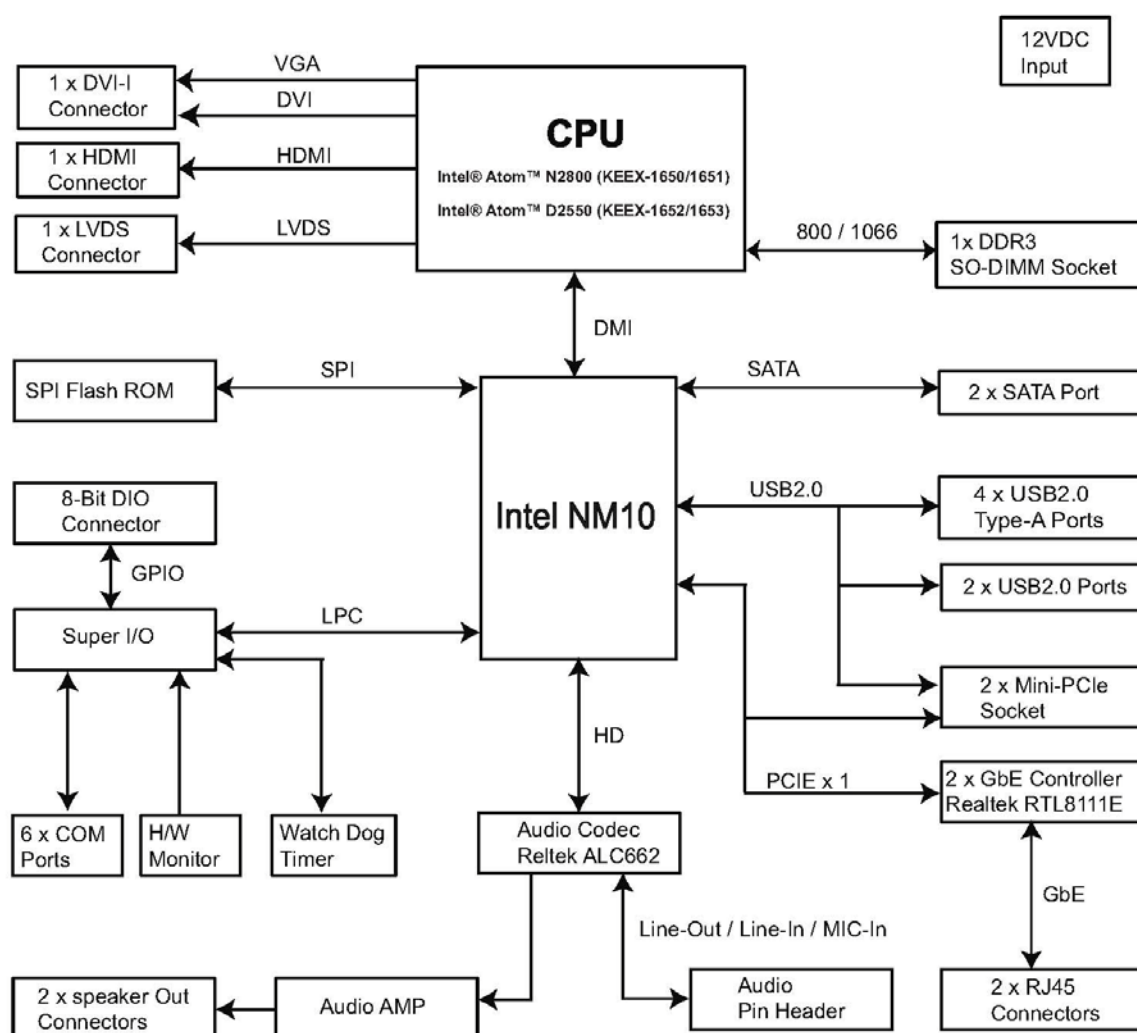 12VDC
Input
VGA
1 x DVI-I
Connector
DVI
CPU
1 x HDMI
Connector
HDMI
Intel® Atom™ N2800 (KEEX-1650/1651)
Intel® Atom™ D2550 (KEEX-1652/1653)
1 x LVDS
Connector
LVDS
800 / 1066
1x DDR3
SO-DIMM Socket
DMI
SPI Flash ROM
SPI
SATA
2 x SATA Port
8-Bit DIO
Connector
Intel NM10
USB2.0
4 x USB2.0
Type-A Ports
GPIO
2 x USB2.0 Ports
Super I/O
LPC
2 x Mini-PCIe
Socket
HD
PCIE x 1
2 x GbE Controller
Realtek RTL8111E
6 x COM
Ports
H/W
Monitor
Watch Dog
Timer
Audio Codec
Reltek ALC662
GbE
Line-Out / Line-In / MIC-In
2 x speaker Out
Connectors
Audio AMP
Audio
Pin Header
2 x RJ45
Connectors